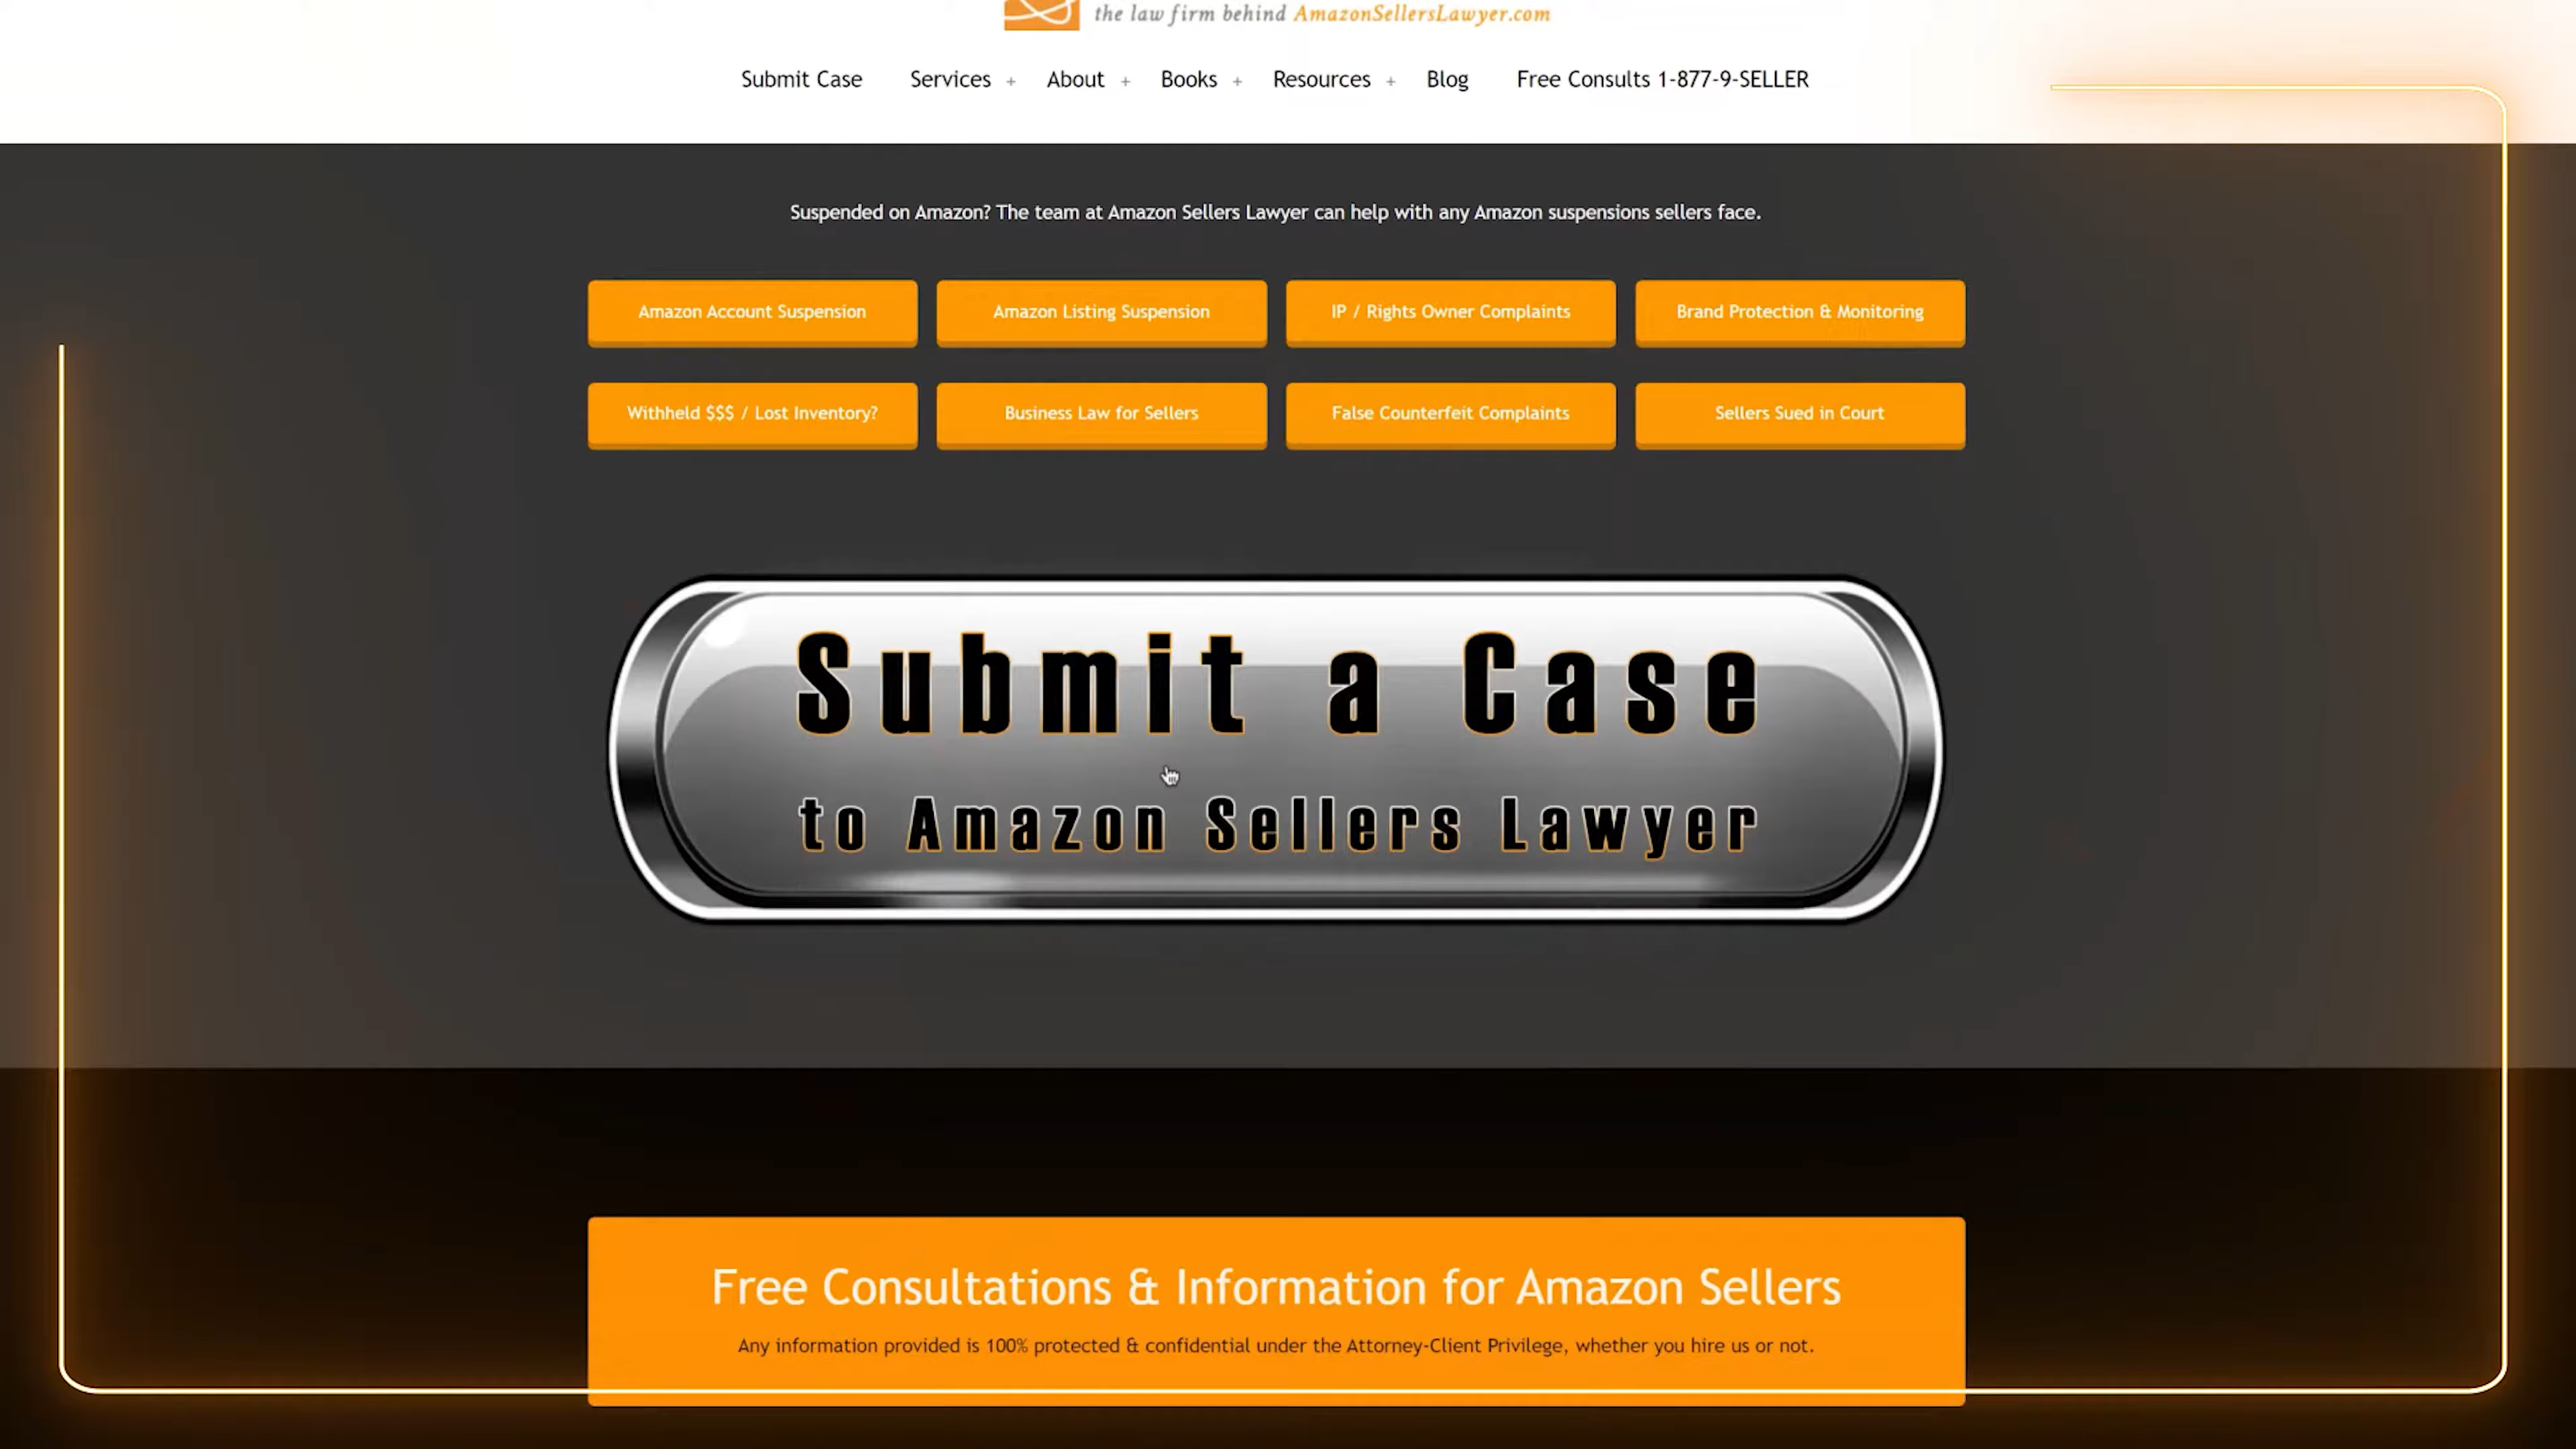 the law firm behind AmazonSellersLawyer.com
Submit Case Services + About + Books + Resources + Blog Free Consults 1-877-9-SELLER
Suspended on Amazon? The team at Amazon Sellers Lawyer can help with any Amazon suspensions sellers face.
Amazon Account Suspension Amazon Listing Suspension IP / Rights Owner Complaints Brand Protection & Monitoring
Withheld $$$ / Lost Inventory? Business Law for Sellers False Counterfeit Complaints Sellers Sued in Court
Submit a Case
to Amazon Sellers Lawyer
Free Consultations & Information for Amazon Sellers
Any information provided is 100% protected & confidential under the Attorney-Client Privilege, whether you hire us or not.